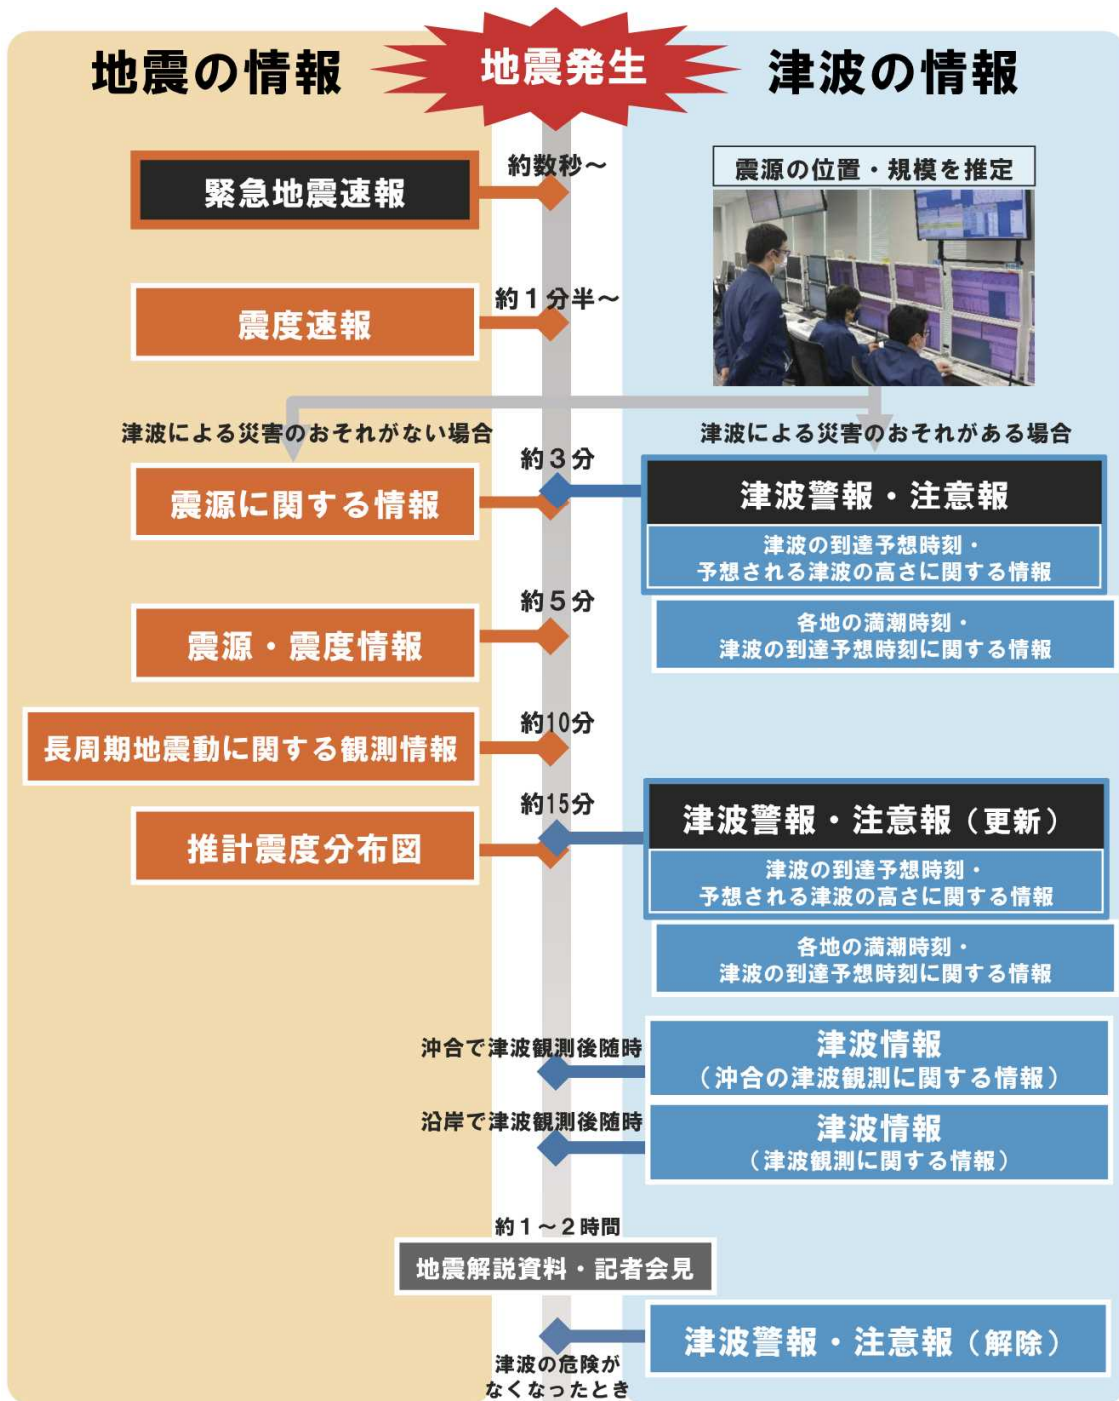 地震の情報
地震発生
津波の情報
約数秒～
緊急地震速報
震源の位置・規模を推定
約１分半～
震度速報
津波による災害のおそれがない場合
津波による災害のおそれがある場合
約３分
震源に関する情報
津波警報・注意報
津波の到達予想時刻・
予想される津波の高さに関する情報
約５分
震源・震度情報
各地の満潮時刻・
津波の到達予想時刻に関する情報
約10分
長周期地震動に関する観測情報
約15分
推計震度分布図
津波警報・注意報（更新）
津波の到達予想時刻・
予想される津波の高さに関する情報
各地の満潮時刻・
津波の到達予想時刻に関する情報
沖合で津波観測後随時
津波情報
（沖合の津波観測に関する情報）
沿岸で津波観測後随時
津波情報
（津波観測に関する情報）
約１～２時間
地震解説資料・記者会見
津波警報・注意報（解除）
津波の危険が
なくなったとき